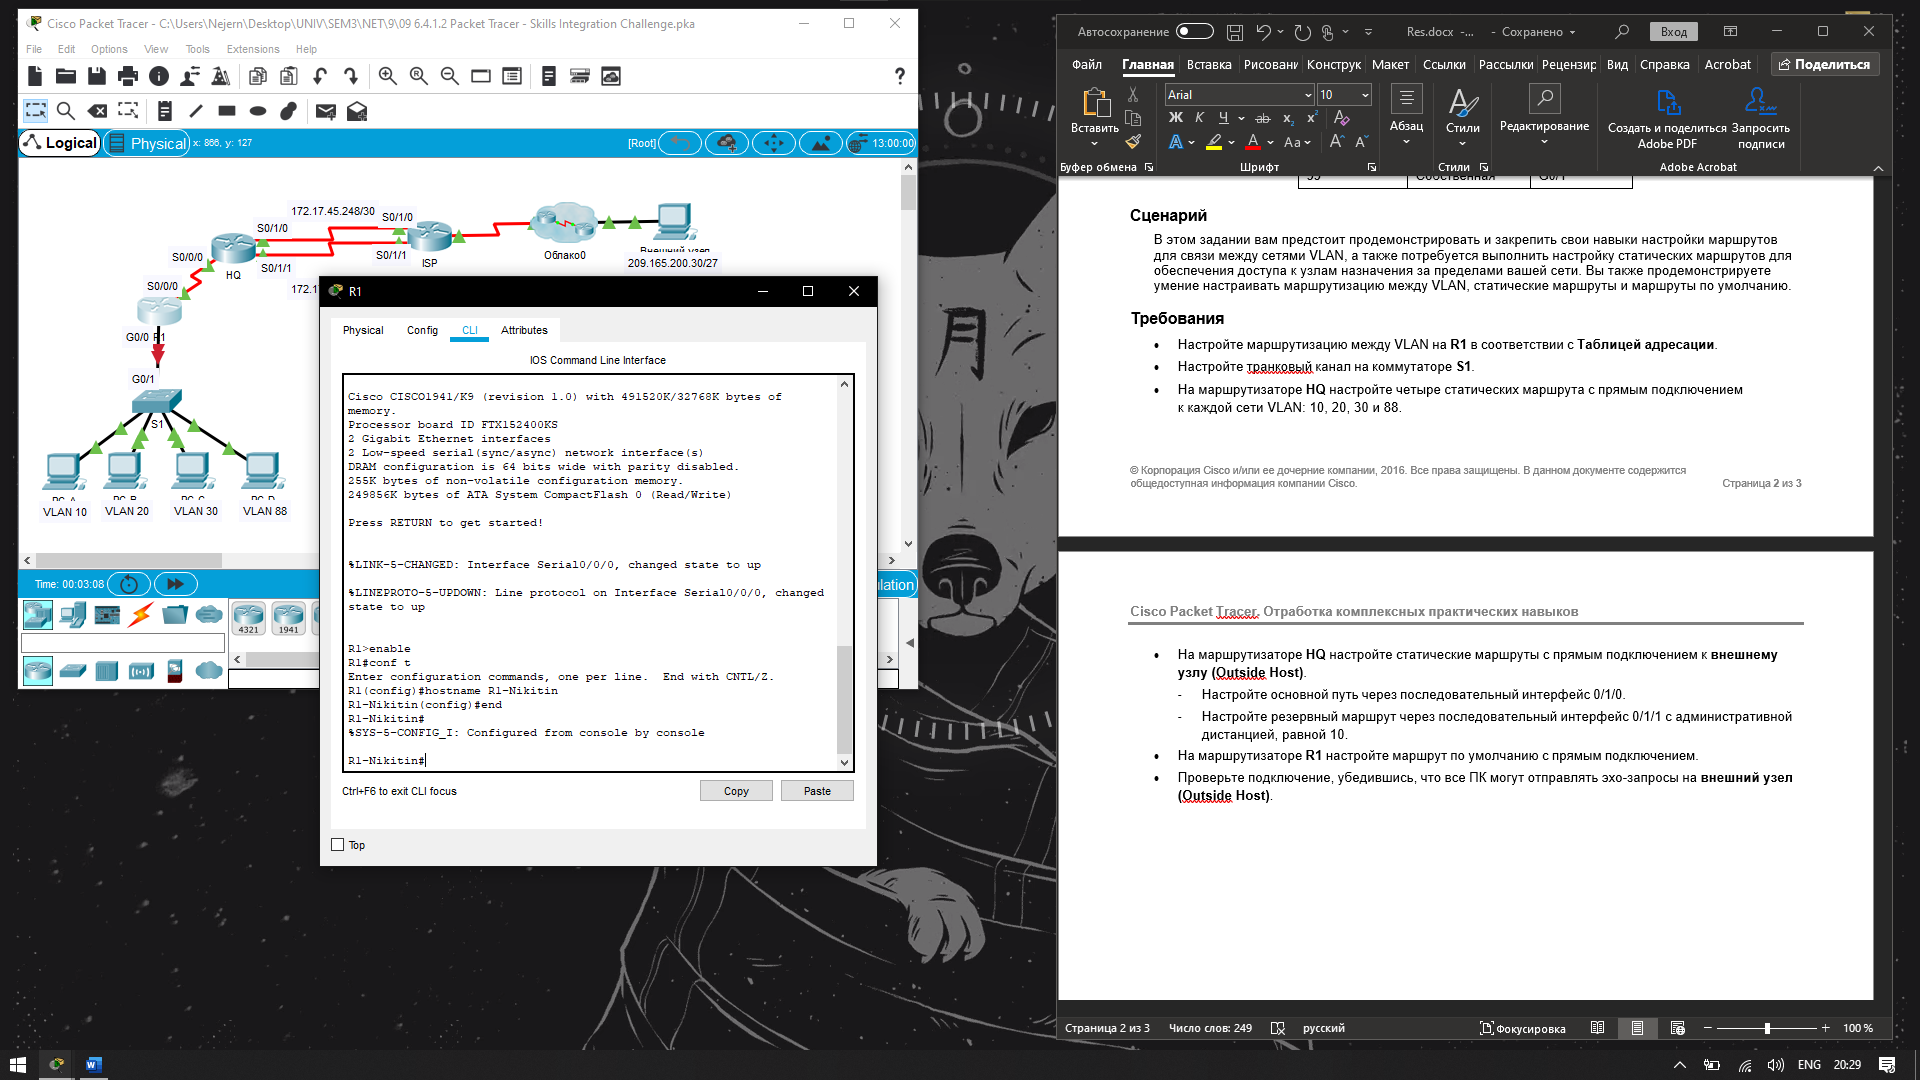 Cisco Packet Tracer - C:\Users\Nejern\Desktop\UNIV\SEM3\NET\9\09 6.4.1.2 Packet Tracer - Skills Integration Challenge.pka
File Edit Options View Tools Extensions Help
Logical Physical x: 866, y: 127 [Root] 13:00:00
172.17.45.248/30
S0/1/0
S0/1/0
S0/0/0
HQ
S0/1/1
S0/1/1
ISP
Облако0
Внешний узел
209.165.200.30/27
S0/0/0
G0/0 R1
G0/1
S1
PC-A PC-B PC-C PC-D
VLAN 10 VLAN 20 VLAN 30 VLAN 88
Time: 00:03:08
4321 1941
R1
Physical Config CLI Attributes
IOS Command Line Interface
Cisco CISCO1941/K9 (revision 1.0) with 491520K/32768K bytes of
memory.
Processor board ID FTX152400KS
2 Gigabit Ethernet interfaces
2 Low-speed serial(sync/async) network interface(s)
DRAM configuration is 64 bits wide with parity disabled.
255K bytes of non-volatile configuration memory.
249856K bytes of ATA System CompactFlash 0 (Read/Write)
Press RETURN to get started!
%LINK-5-CHANGED: Interface Serial0/0/0, changed state to up
%LINEPROTO-5-UPDOWN: Line protocol on Interface Serial0/0/0, changed
state to up
R1>enable
R1#conf t
Enter configuration commands, one per line.  End with CNTL/Z.
R1(config)#hostname R1-Nikitin
R1-Nikitin(config)#end
R1-Nikitin#
%SYS-5-CONFIG_I: Configured from console by console
R1-Nikitin#
Ctrl+F6 to exit CLI focus Copy Paste
Top
Автосохранение Res.docx -... - Сохранено Вход
Файл Главная Вставка Рисовани Конструк Макет Ссылки Рассылки Рецензир Вид Справка Acrobat Поделиться
Arial 10
Вставить Абзац Стили Редактирование Создать и поделиться Adobe PDF Запросить подписи
Буфер обмена Шрифт Стили Adobe Acrobat
Сценарий
В этом задании вам предстоит продемонстрировать и закрепить свои навыки настройки маршрутов
для связи между сетями VLAN, а также потребуется выполнить настройку статических маршрутов для
обеспечения доступа к узлам назначения за пределами вашей сети. Вы также продемонстрируете
умение настраивать маршрутизацию между VLAN, статические маршруты и маршруты по умолчанию.
Требования
• Настройте маршрутизацию между VLAN на R1 в соответствии с Таблицей адресации.
• Настройте транковый канал на коммутаторе S1.
• На маршрутизаторе HQ настройте четыре статических маршрута с прямым подключением
к каждой сети VLAN: 10, 20, 30 и 88.
© Корпорация Cisco и/или ее дочерние компании, 2016. Все права защищены. В данном документе содержится
общедоступная информация компании Cisco. Страница 2 из 3
Cisco Packet Tracer. Отработка комплексных практических навыков
• На маршрутизаторе HQ настройте статические маршруты с прямым подключением к внешнему
узлу (Outside Host).
- Настройте основной путь через последовательный интерфейс 0/1/0.
- Настройте резервный маршрут через последовательный интерфейс 0/1/1 с административной
дистанцией, равной 10.
• На маршрутизаторе R1 настройте маршрут по умолчанию с прямым подключением.
• Проверьте подключение, убедившись, что все ПК могут отправлять эхо-запросы на внешний узел
(Outside Host).
Страница 2 из 3 Число слов: 249 русский Фокусировка 100 %
ENG 20:29